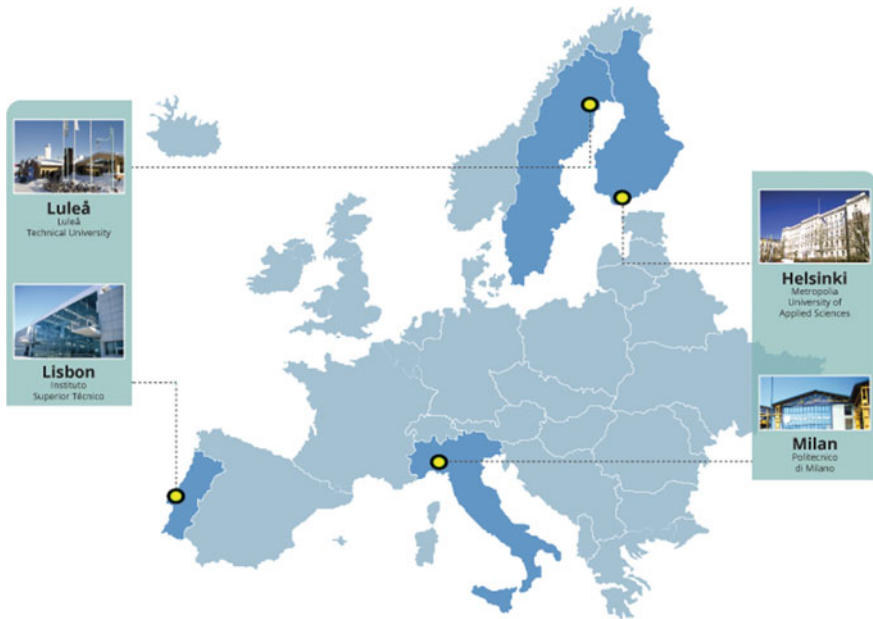 Luleå
Luleå
Technical University
Lisbon
Instituto
Superior Técnico
Helsinki
Metropolia
University of
Applied Sciences
Milan
Politecnico
di Milano